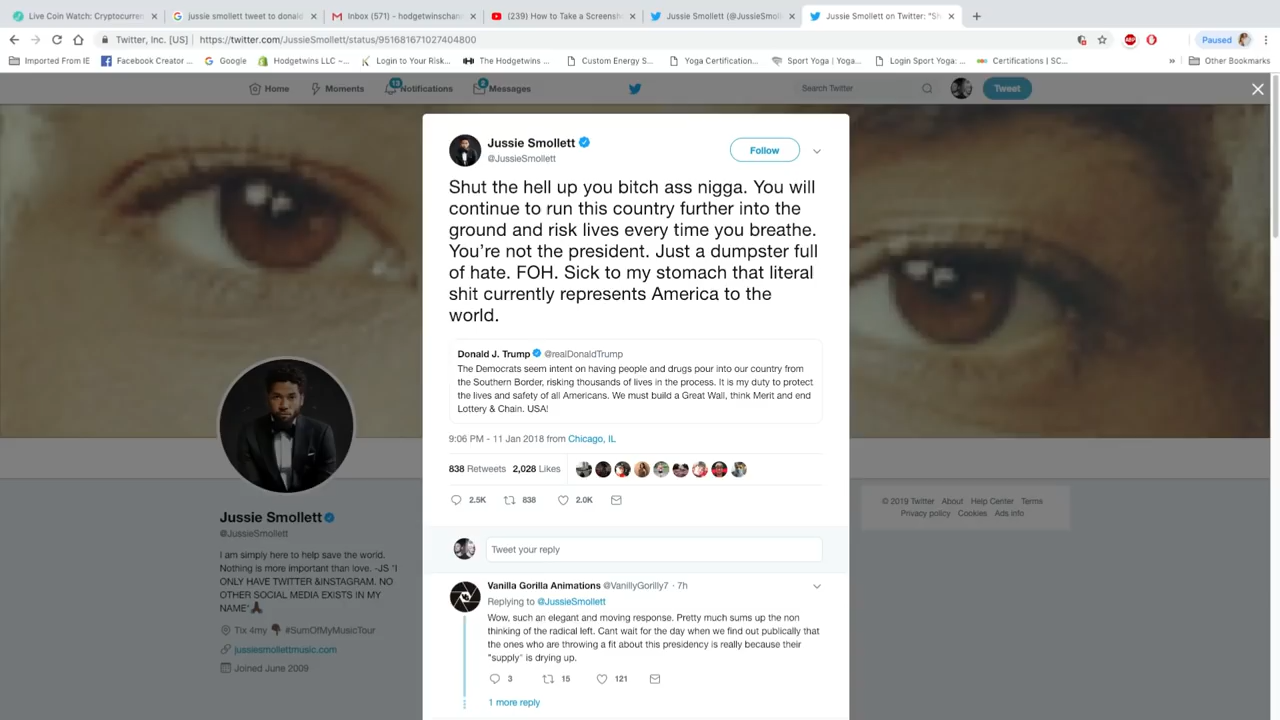 Live Coin Watch: Cryptocurren
jussie smollett tweet to donald
Inbox (571) - hodgetwinschan
(239) How to Take a Screensh
Jussie Smollett (@JussieSmoll
Jussie Smollett on Twitter: "Sh
Twitter, Inc. [US]
https://twitter.com/JussieSmollett/status/951681671027404800
Paused
Imported From IE
Facebook Creator ...
Google
Hodgetwins LLC – ...
Login to Your Risk...
The Hodgetwins ...
Custom Energy S...
Yoga Certification...
Sport Yoga | Yoga...
Login Sport Yoga: ...
Certifications | SC...
Other Bookmarks
Home
Moments
Notifications
Messages
Search Twitter
Tweet
Jussie Smollett
@JussieSmollett
Follow
Shut the hell up you bitch ass nigga. You will
continue to run this country further into the
ground and risk lives every time you breathe.
You're not the president. Just a dumpster full
of hate. FOH. Sick to my stomach that literal
shit currently represents America to the
world.
Donald J. Trump @realDonaldTrump
The Democrats seem intent on having people and drugs pour into our country from
the Southern Border, risking thousands of lives in the process. It is my duty to protect
the lives and safety of all Americans. We must build a Great Wall, think Merit and end
Lottery & Chain. USA!
9:06 PM - 11 Jan 2018 from Chicago, IL
838 Retweets 2,028 Likes
2.5K 838 2.0K
Tweet your reply
Vanilla Gorilla Animations @VanillyGorilly7 · 7h
Replying to @JussieSmollett
Wow, such an elegant and moving response. Pretty much sums up the non
thinking of the radical left. Cant wait for the day when we find out publically that
the ones who are throwing a fit about this presidency is really because their
"supply" is drying up.
3 15 121
1 more reply
Jussie Smollett
@JussieSmollett
I am simply here to help save the world.
Nothing is more important than love. -JS 'I
ONLY HAVE TWITTER &INSTAGRAM. NO
OTHER SOCIAL MEDIA EXISTS IN MY
NAME'
Tix 4my #SumOfMyMusicTour
jussiesmollettmusic.com
Joined June 2009
© 2019 Twitter About Help Center Terms
Privacy policy Cookies Ads info